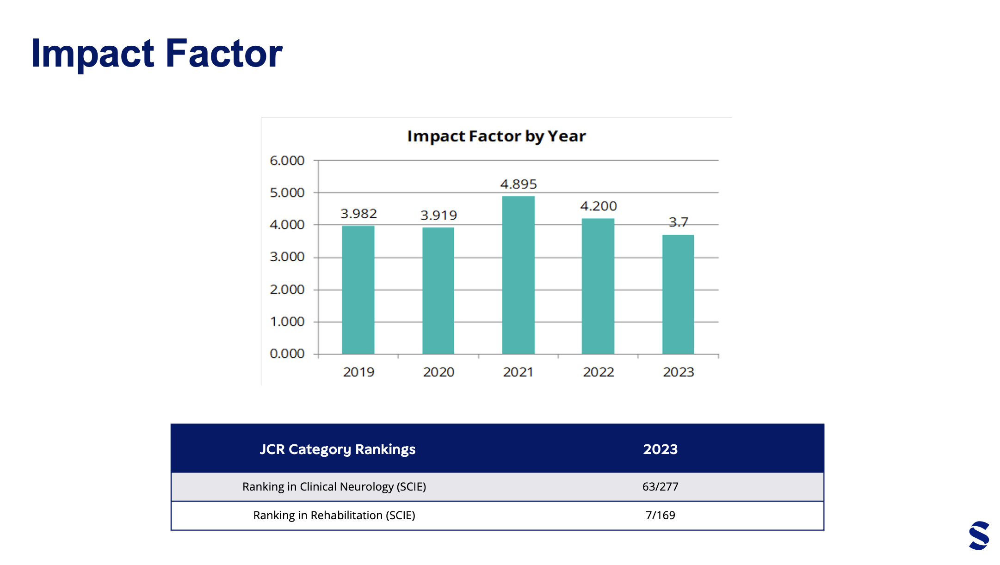 Impact Factor
Impact Factor by Year
6.000
5.000
4.000
3.000
2.000
1.000
0.000
3.982
3.919
4.895
4.200
3.7
2019 2020 2021 2022 2023
JCR Category Rankings 2023
Ranking in Clinical Neurology (SCIE) 63/277
Ranking in Rehabilitation (SCIE) 7/169